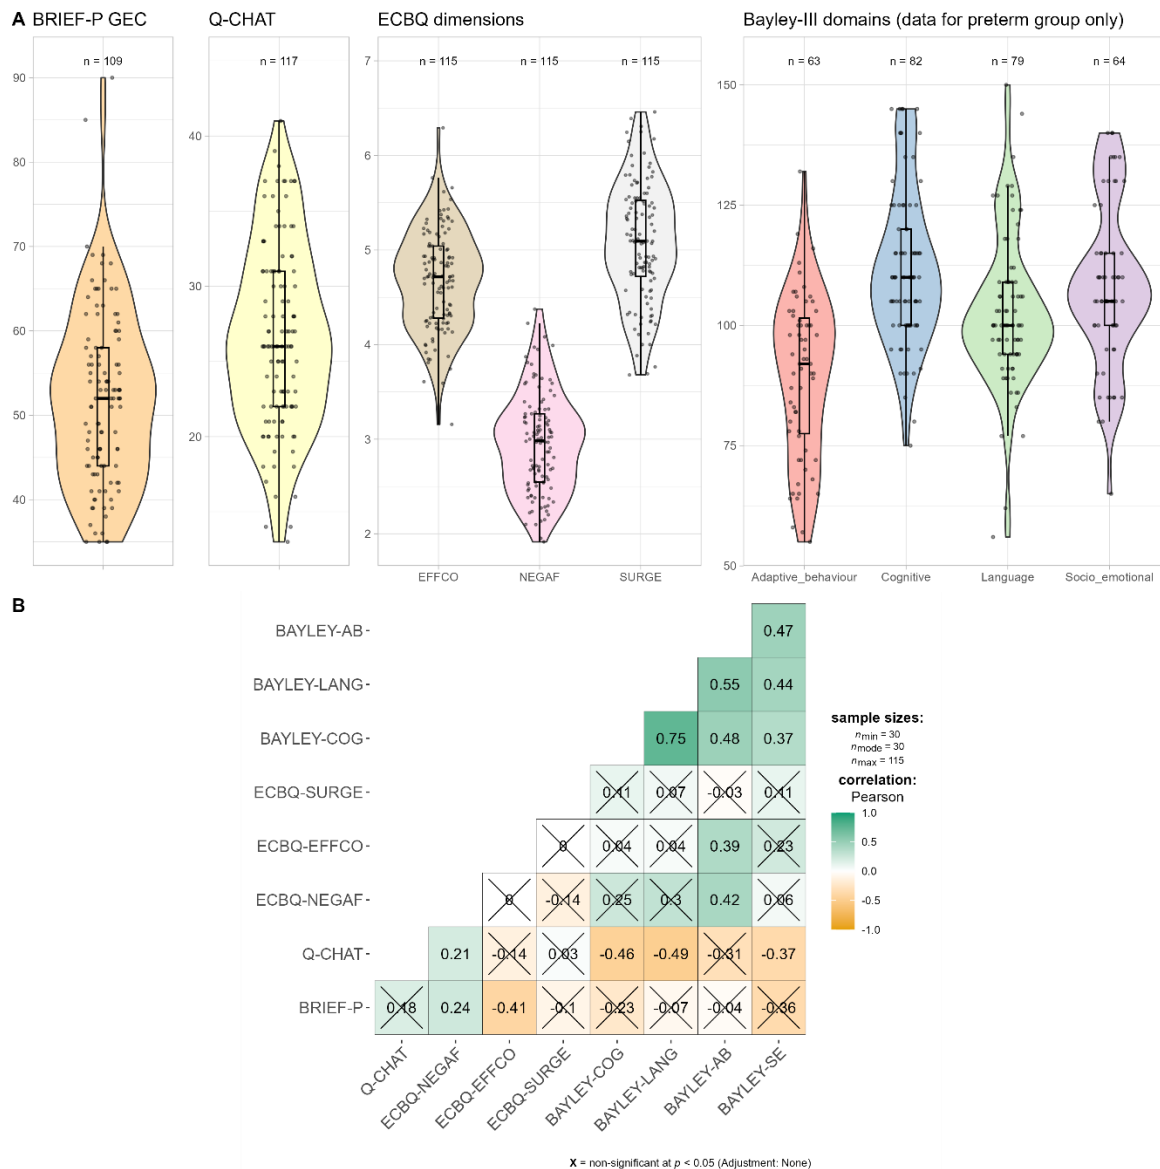 A
BRIEF-P GEC
Q-CHAT
ECBQ dimensions
Bayley-III domains (data for preterm group only)
n = 109
n = 117
n = 115
n = 115
n = 115
n = 63
n = 82
n = 79
n = 64
90
80
70
60
50
40
40
30
20
7
6
5
4
3
2
150
125
100
75
50
EFFCO
NEGAF
SURGE
Adaptive_behaviour
Cognitive
Language
Socio_emotional
B
BAYLEY-AB
0.47
BAYLEY-LANG
0.55 0.44
BAYLEY-COG
0.75 0.48 0.37
ECBQ-SURGE
0.11 0.07 -0.03 0.11
ECBQ-EFFCO
0 0.04 0.04 0.39 0.23
ECBQ-NEGAF
0 -0.14 0.25 0.3 0.42 0.06
Q-CHAT
0.21 -0.14 0.03 -0.46 -0.49 -0.31 -0.37
BRIEF-P
0.18 0.24 -0.41 -0.1 -0.23 -0.07 -0.04 -0.36
Q-CHAT
ECBQ-NEGAF
ECBQ-EFFCO
ECBQ-SURGE
BAYLEY-COG
BAYLEY-LANG
BAYLEY-AB
BAYLEY-SE
sample sizes:
nmin = 30
nmode = 30
nmax = 115
correlation:
Pearson
1.0
0.5
0.0
-0.5
-1.0
X = non-significant at p < 0.05 (Adjustment: None)